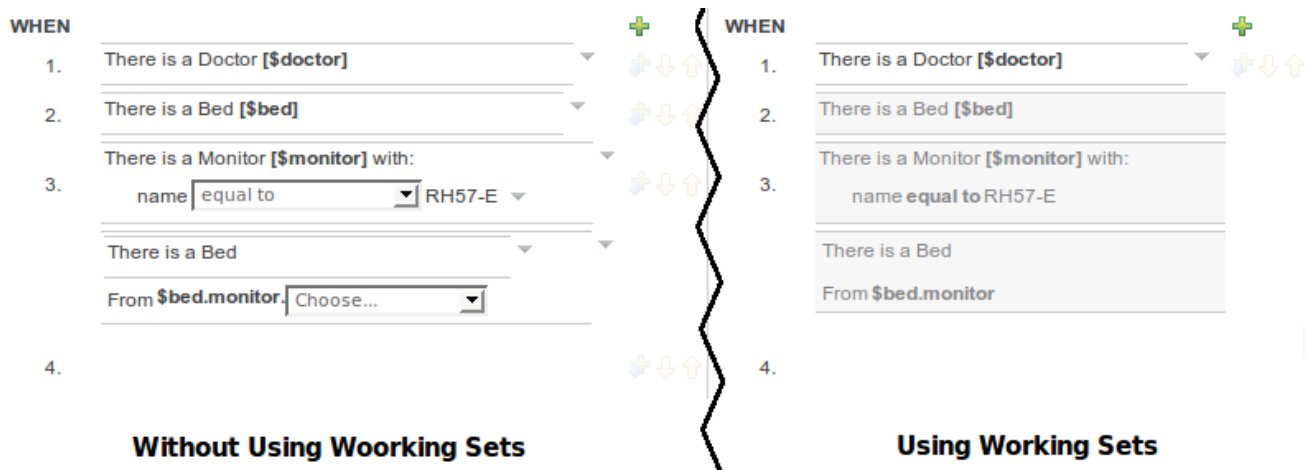 WHEN
1. There is a Doctor [$doctor]
2. There is a Bed [$bed]
There is a Monitor [$monitor] with:
3. name equal to RH57-E
There is a Bed
From $bed.monitor. Choose...
4.
Without Using Woorking Sets
WHEN
1. There is a Doctor [$doctor]
2. There is a Bed [$bed]
There is a Monitor [$monitor] with:
3. name equal to RH57-E
There is a Bed
From $bed.monitor
4.
Using Working Sets